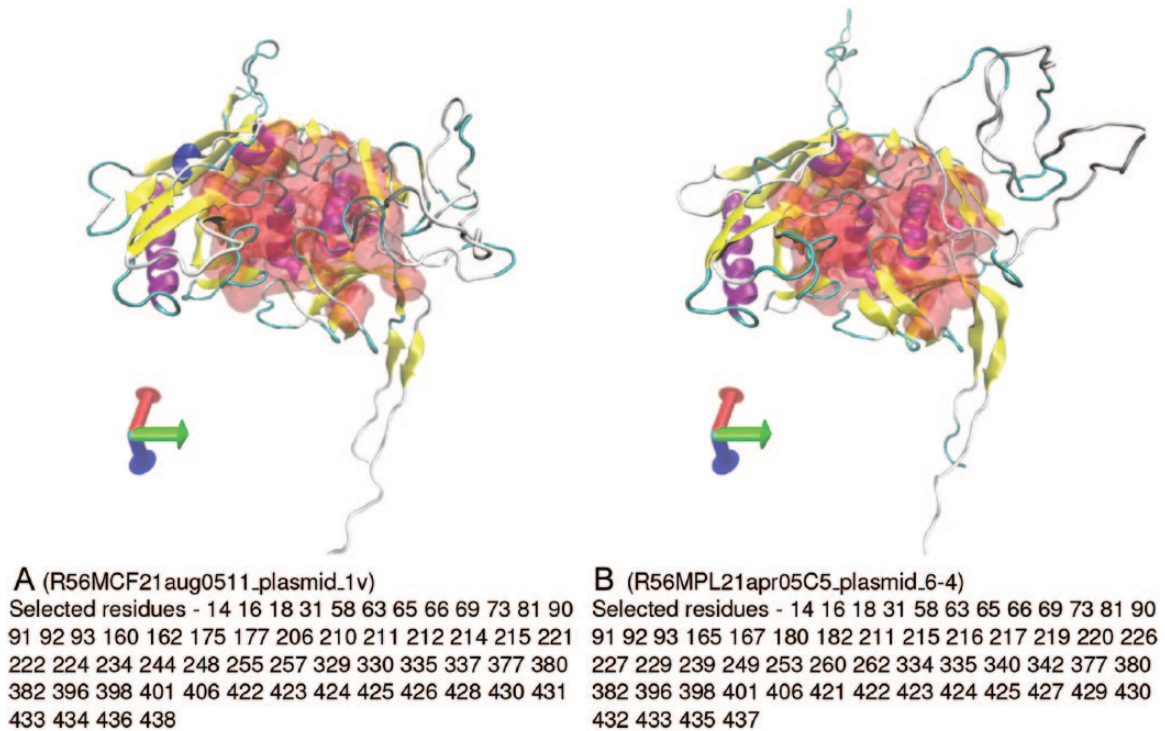 A (R56MCF21aug0511_plasmid_1v)
Selected residues - 14 16 18 31 58 63 65 66 69 73 81 90
91 92 93 160 162 175 177 206 210 211 212 214 215 221
222 224 234 244 248 255 257 329 330 335 337 377 380
382 396 398 401 406 422 423 424 425 426 428 430 431
433 434 436 438
B (R56MPL21apr05C5_plasmid_6-4)
Selected residues - 14 16 18 31 58 63 65 66 69 73 81 90
91 92 93 165 167 180 182 211 215 216 217 219 220 226
227 229 239 249 253 260 262 334 335 340 342 377 380
382 396 398 401 406 421 422 423 424 425 427 429 430
432 433 435 437